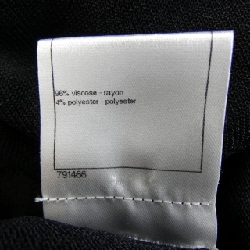 96% viscose - rayon
4% polyester - polyester
791466